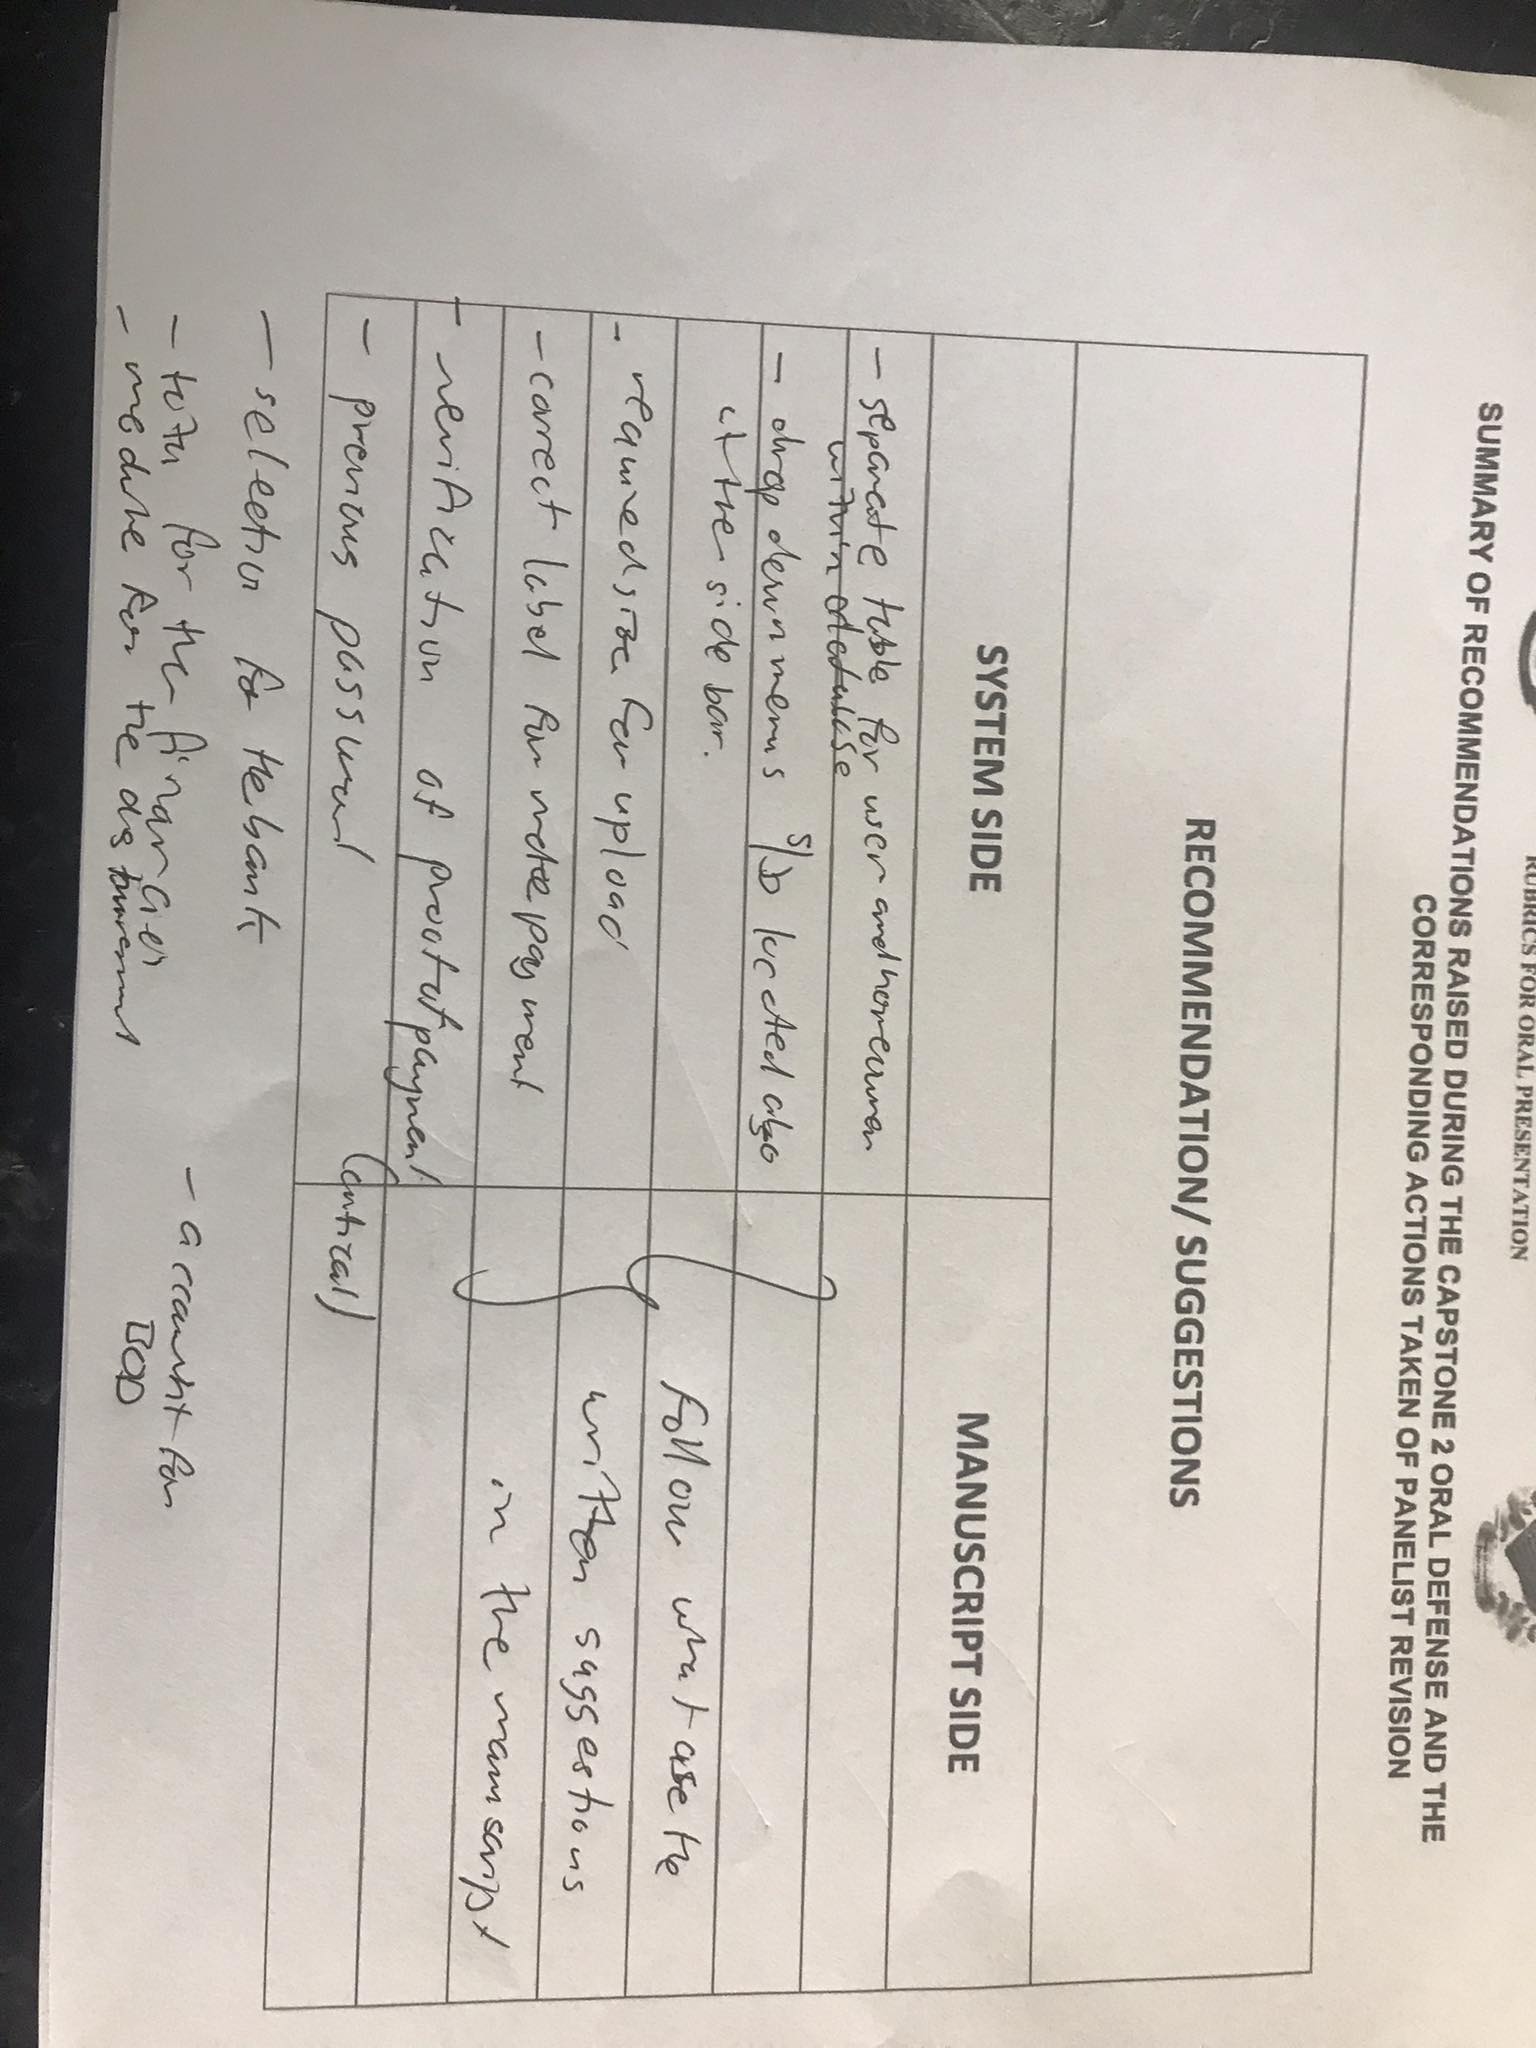 RUBRICS FOR ORAL PRESENTATION
SUMMARY OF RECOMMENDATIONS RAISED DURING THE CAPSTONE 2 ORAL DEFENSE AND THE
CORRESPONDING ACTIONS TAKEN OF PANELIST REVISION
RECOMMENDATION/ SUGGESTIONS
SYSTEM SIDE
- separate table for user and homeowner
within database
- drop down menus s/b located also
at the side bar.
- required size for upload
- correct label for mode payment
- verification of proof of payment
(critical)
- previous password
- selection for the bank
- total for the financier
- module for the disbursement
MANUSCRIPT SIDE
follow what are the
written suggestions
in the manuscript
- account for
BOD